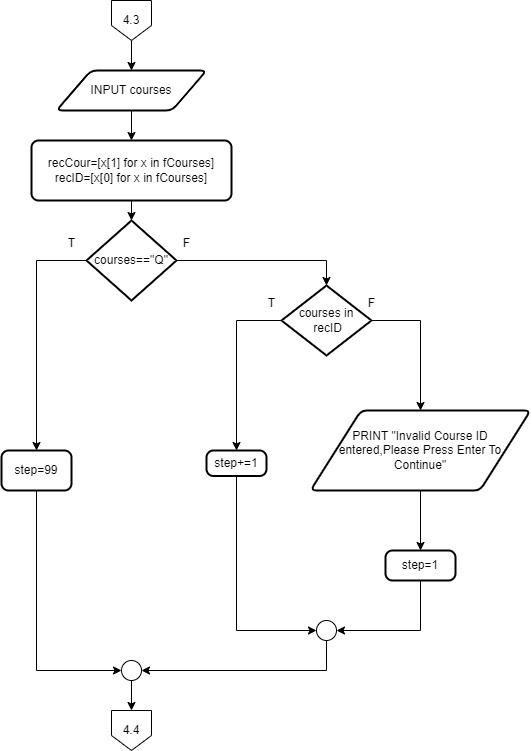 4.3
INPUT courses
recCour=[x[1] for x in fCourses]
recID=[x[0] for x in fCourses]
T
F
courses=="Q"
T
F
courses in
recID
PRINT "Invalid Course ID
entered,Please Press Enter To
Continue"
step=99
step+=1
step=1
4.4